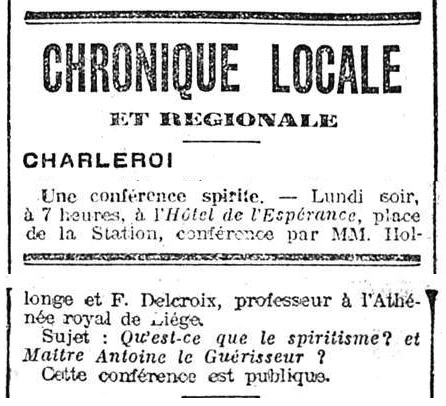 CHRONIQUE LOCALE
ET REGIONALE
CHARLEROI
Une conférence spirite. — Lundi soir,
à 7 heures, à l'Hôtel de l'Espérance, place
de la Station, conférence par MM. Hol-
longe et F. Delcroix, professeur à l'Athé-
née royal de Liége.
Sujet : Qu'est-ce que le spiritisme? et
Maître Antoine le Guérisseur ?
Cette conférence est publique.